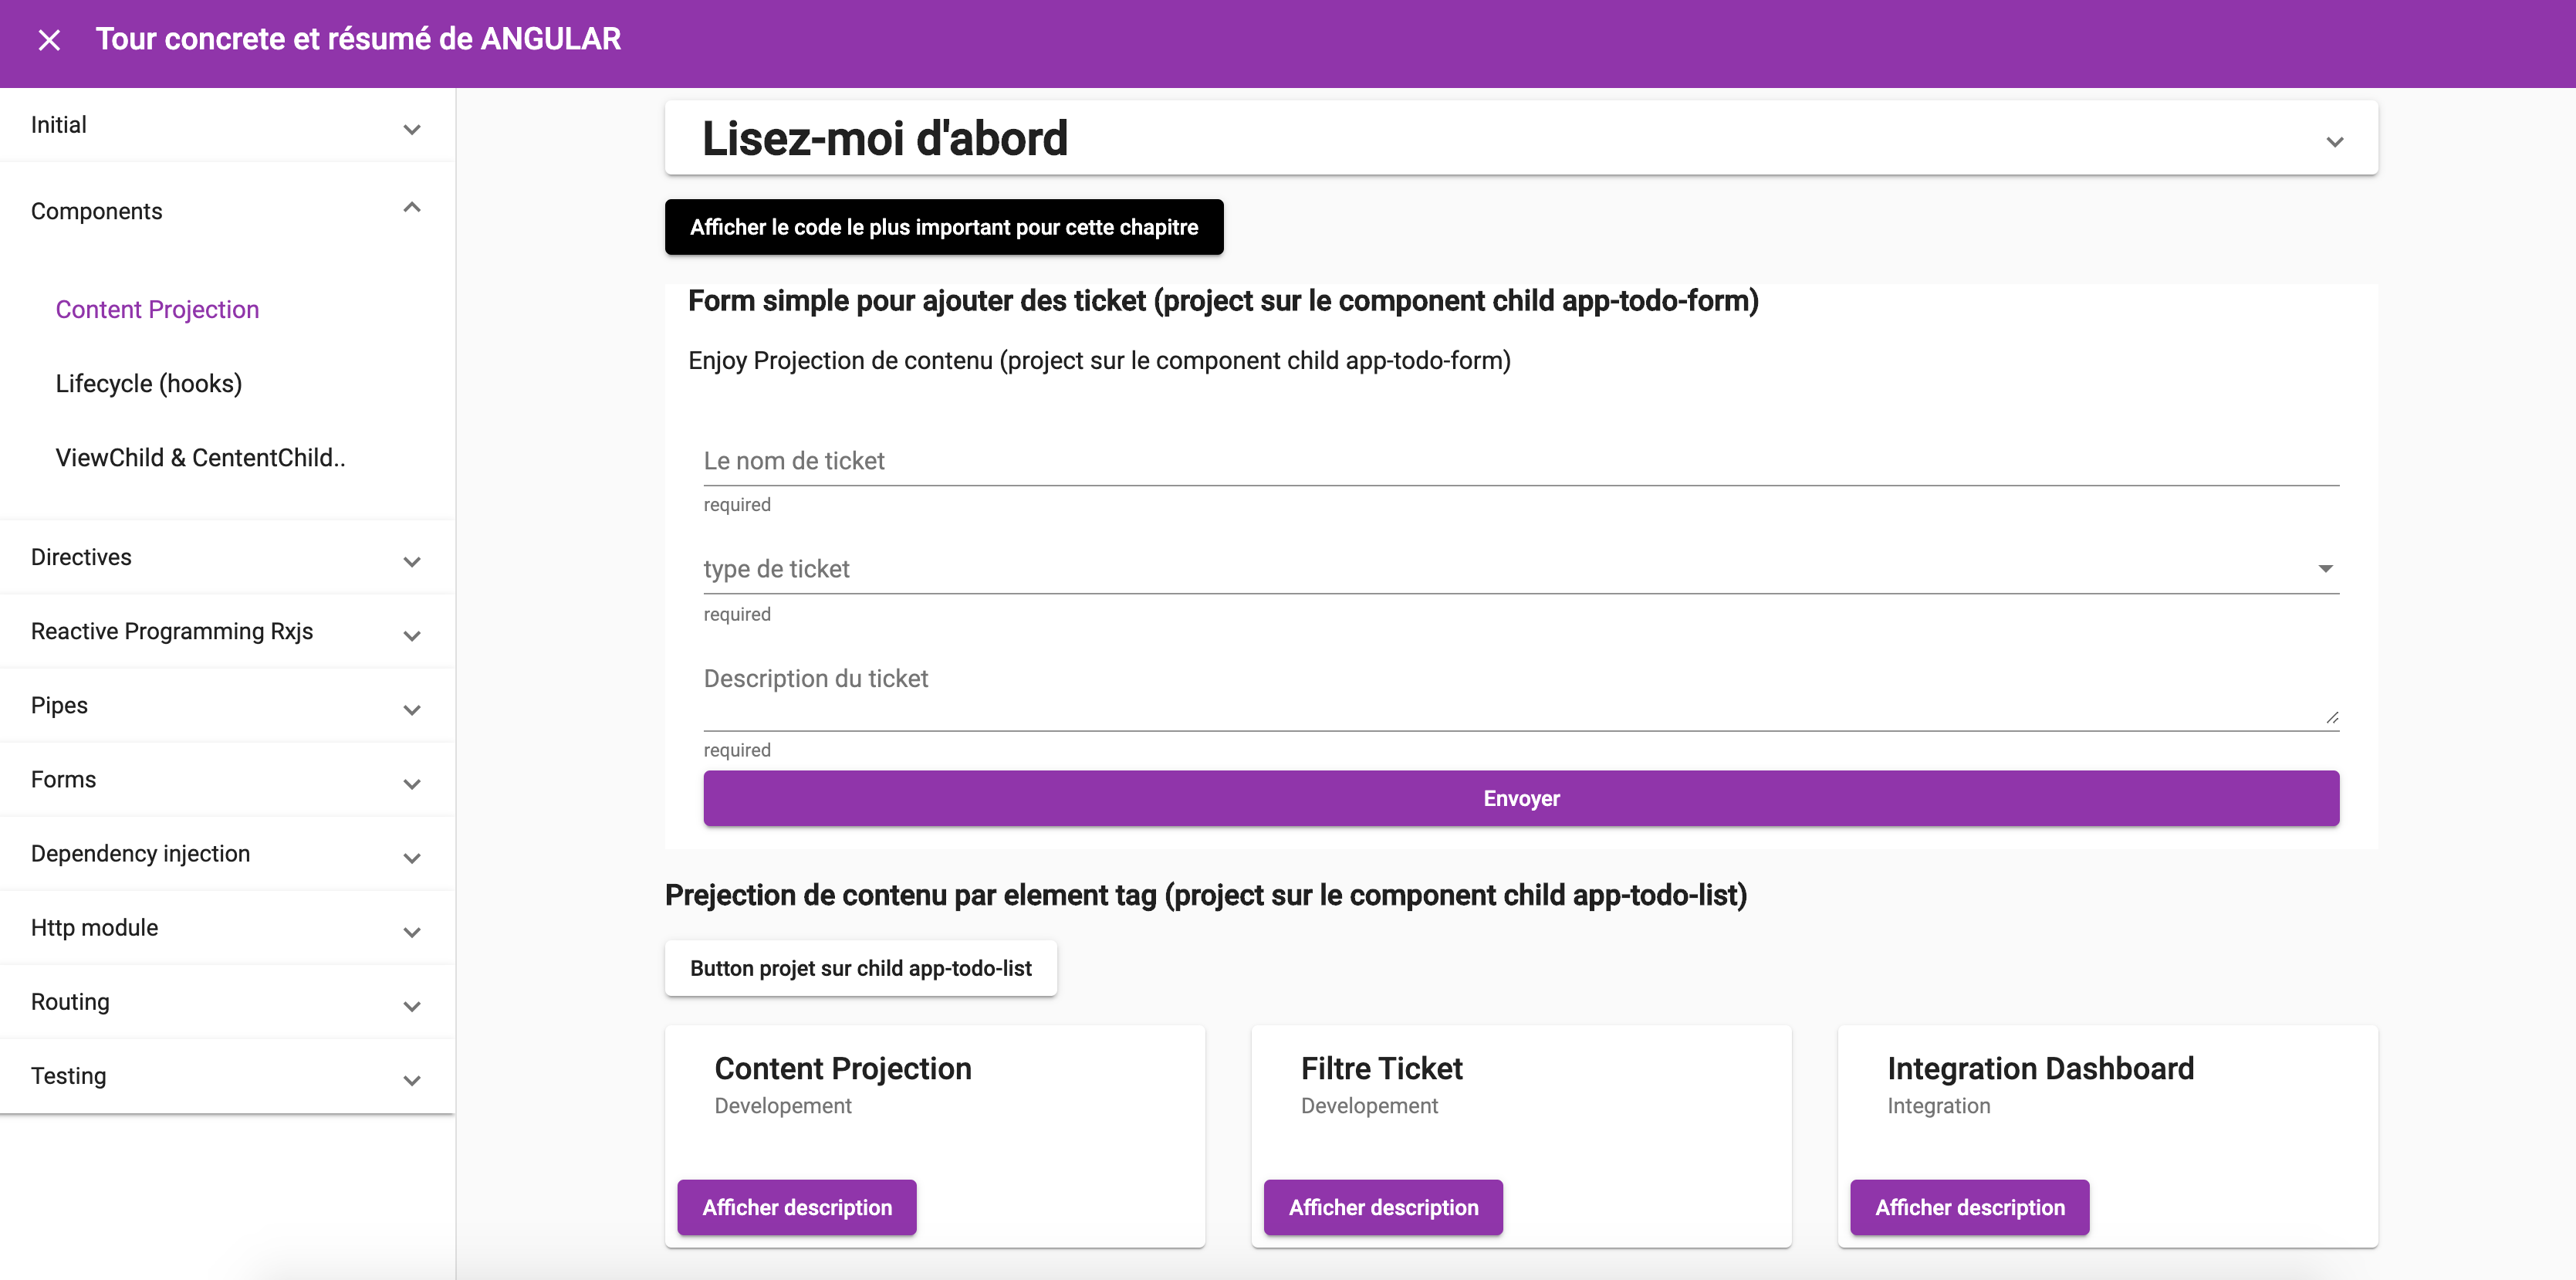 Tour concrete et résumé de ANGULAR
Initial
Components
Content Projection
Lifecycle (hooks)
ViewChild & CententChild..
Directives
Reactive Programming Rxjs
Pipes
Forms
Dependency injection
Http module
Routing
Testing
Lisez-moi d'abord
Afficher le code le plus important pour cette chapitre
Form simple pour ajouter des ticket (project sur le component child app-todo-form)
Enjoy Projection de contenu (project sur le component child app-todo-form)
Le nom de ticket
required
type de ticket
required
Description du ticket
required
Envoyer
Prejection de contenu par element tag (project sur le component child app-todo-list)
Button projet sur child app-todo-list
Content Projection
Developement
Afficher description
Filtre Ticket
Developement
Afficher description
Integration Dashboard
Integration
Afficher description